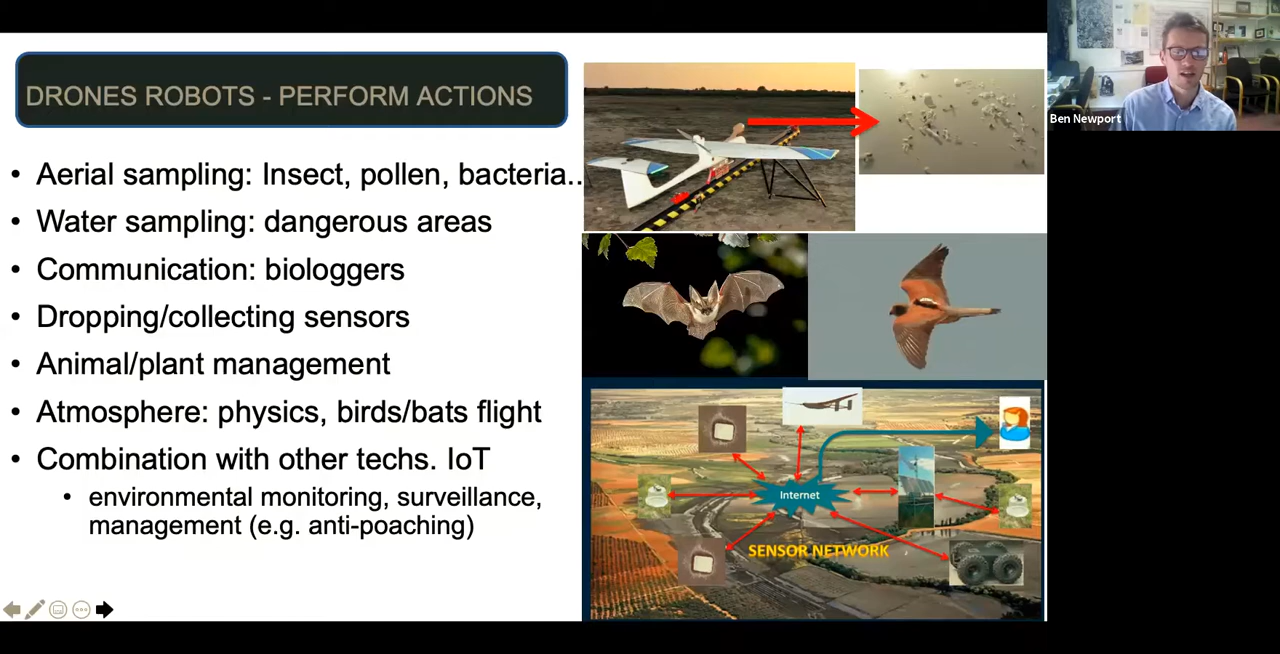 DRONES ROBOTS - PERFORM ACTIONS
• Aerial sampling: Insect, pollen, bacteria..
• Water sampling: dangerous areas
• Communication: biologgers
• Dropping/collecting sensors
• Animal/plant management
• Atmosphere: physics, birds/bats flight
• Combination with other techs. IoT
• environmental monitoring, surveillance,
management (e.g. anti-poaching)
Internet
SENSOR NETWORK
Ben Newport